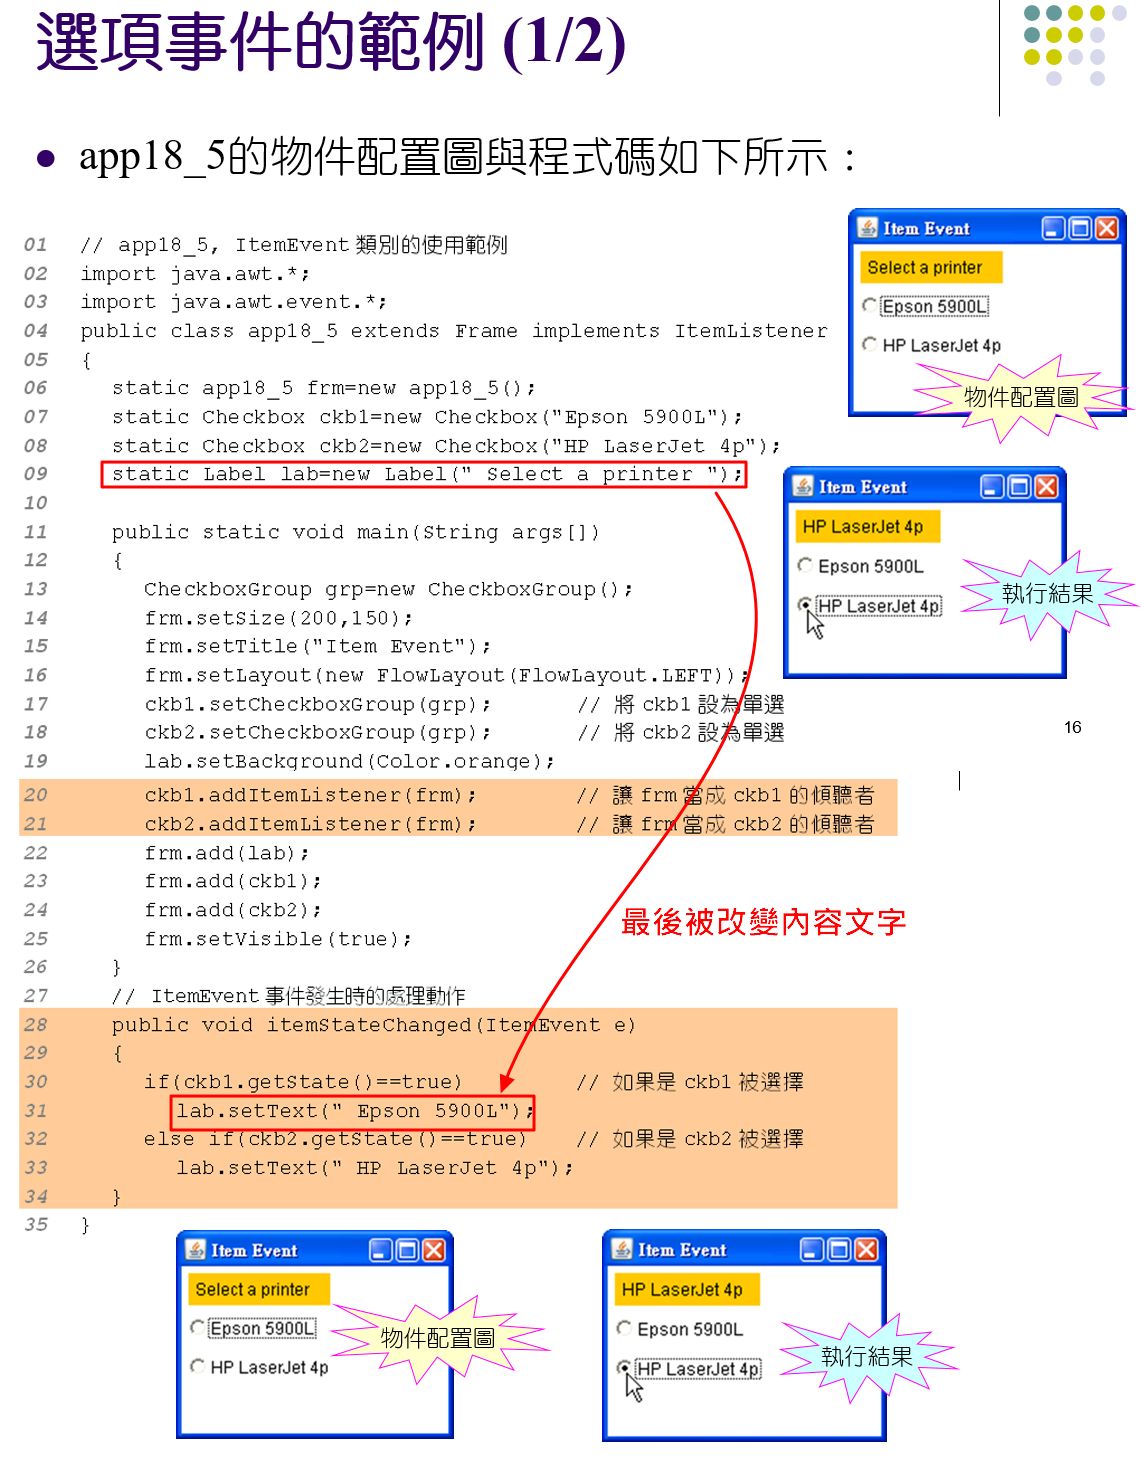 選項事件的範例 (1/2)
● app18_5的物件配置圖與程式碼如下所示：
01 // app18_5, ItemEvent 類別的使用範例
02 import java.awt.*;
03 import java.awt.event.*;
04 public class app18_5 extends Frame implements ItemListener
05 {
06 static app18_5 frm=new app18_5();
07 static Checkbox ckb1=new Checkbox("Epson 5900L");
08 static Checkbox ckb2=new Checkbox("HP LaserJet 4p");
09 static Label lab=new Label(" Select a printer ");
10
11 public static void main(String args[])
12 {
13 CheckboxGroup grp=new CheckboxGroup();
14 frm.setSize(200,150);
15 frm.setTitle("Item Event");
16 frm.setLayout(new FlowLayout(FlowLayout.LEFT));
17 ckb1.setCheckboxGroup(grp); // 將 ckb1 設為單選
18 ckb2.setCheckboxGroup(grp); // 將 ckb2 設為單選
19 lab.setBackground(Color.orange);
20 ckb1.addItemListener(frm); // 讓 frm 當成 ckb1 的傾聽者
21 ckb2.addItemListener(frm); // 讓 frm 當成 ckb2 的傾聽者
22 frm.add(lab);
23 frm.add(ckb1);
24 frm.add(ckb2);
25 frm.setVisible(true);
26 }
27 // ItemEvent 事件發生時的處理動作
28 public void itemStateChanged(ItemEvent e)
29 {
30 if(ckb1.getState()==true) // 如果是 ckb1 被選擇
31 lab.setText(" Epson 5900L");
32 else if(ckb2.getState()==true) // 如果是 ckb2 被選擇
33 lab.setText(" HP LaserJet 4p");
34 }
35 }
最後被改變內容文字
Item Event
Select a printer
Epson 5900L
HP LaserJet 4p
物件配置圖
Item Event
HP LaserJet 4p
Epson 5900L
HP LaserJet 4p
執行結果
16
Item Event
Select a printer
Epson 5900L
HP LaserJet 4p
物件配置圖
Item Event
HP LaserJet 4p
Epson 5900L
HP LaserJet 4p
執行結果